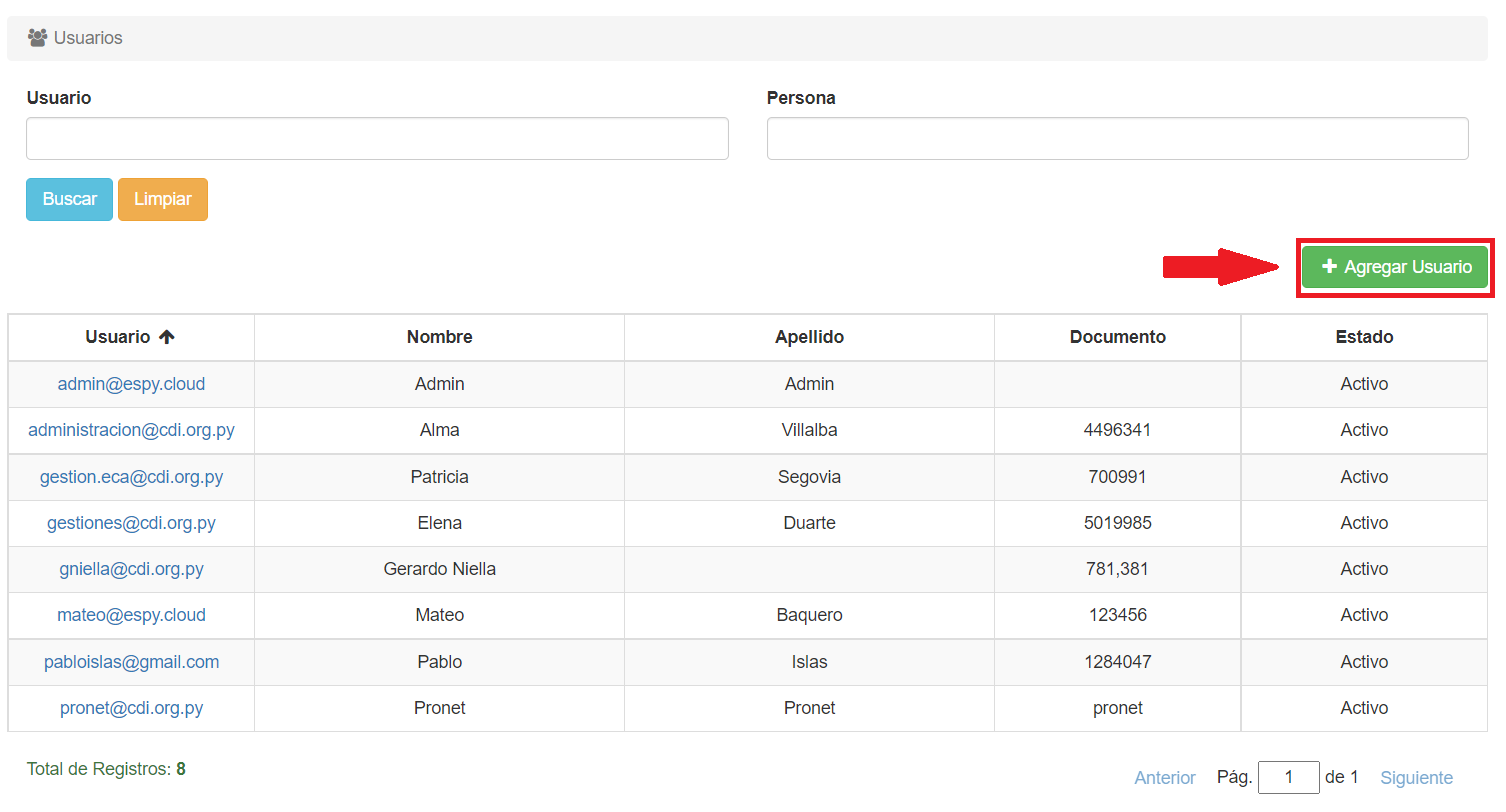 Usuarios
Usuario Persona
Buscar Limpiar
Agregar Usuario
Usuario Nombre Apellido Documento Estado
admin@espy.cloud Admin Admin Activo
administracion@cdi.org.py Alma Villalba 4496341 Activo
gestion.eca@cdi.org.py Patricia Segovia 700991 Activo
gestiones@cdi.org.py Elena Duarte 5019985 Activo
gniella@cdi.org.py Gerardo Niella 781,381 Activo
mateo@espy.cloud Mateo Baquero 123456 Activo
pabloislas@gmail.com Pablo Islas 1284047 Activo
pronet@cdi.org.py Pronet Pronet pronet Activo
Total de Registros: 8
Anterior Pág. 1 de 1 Siguiente